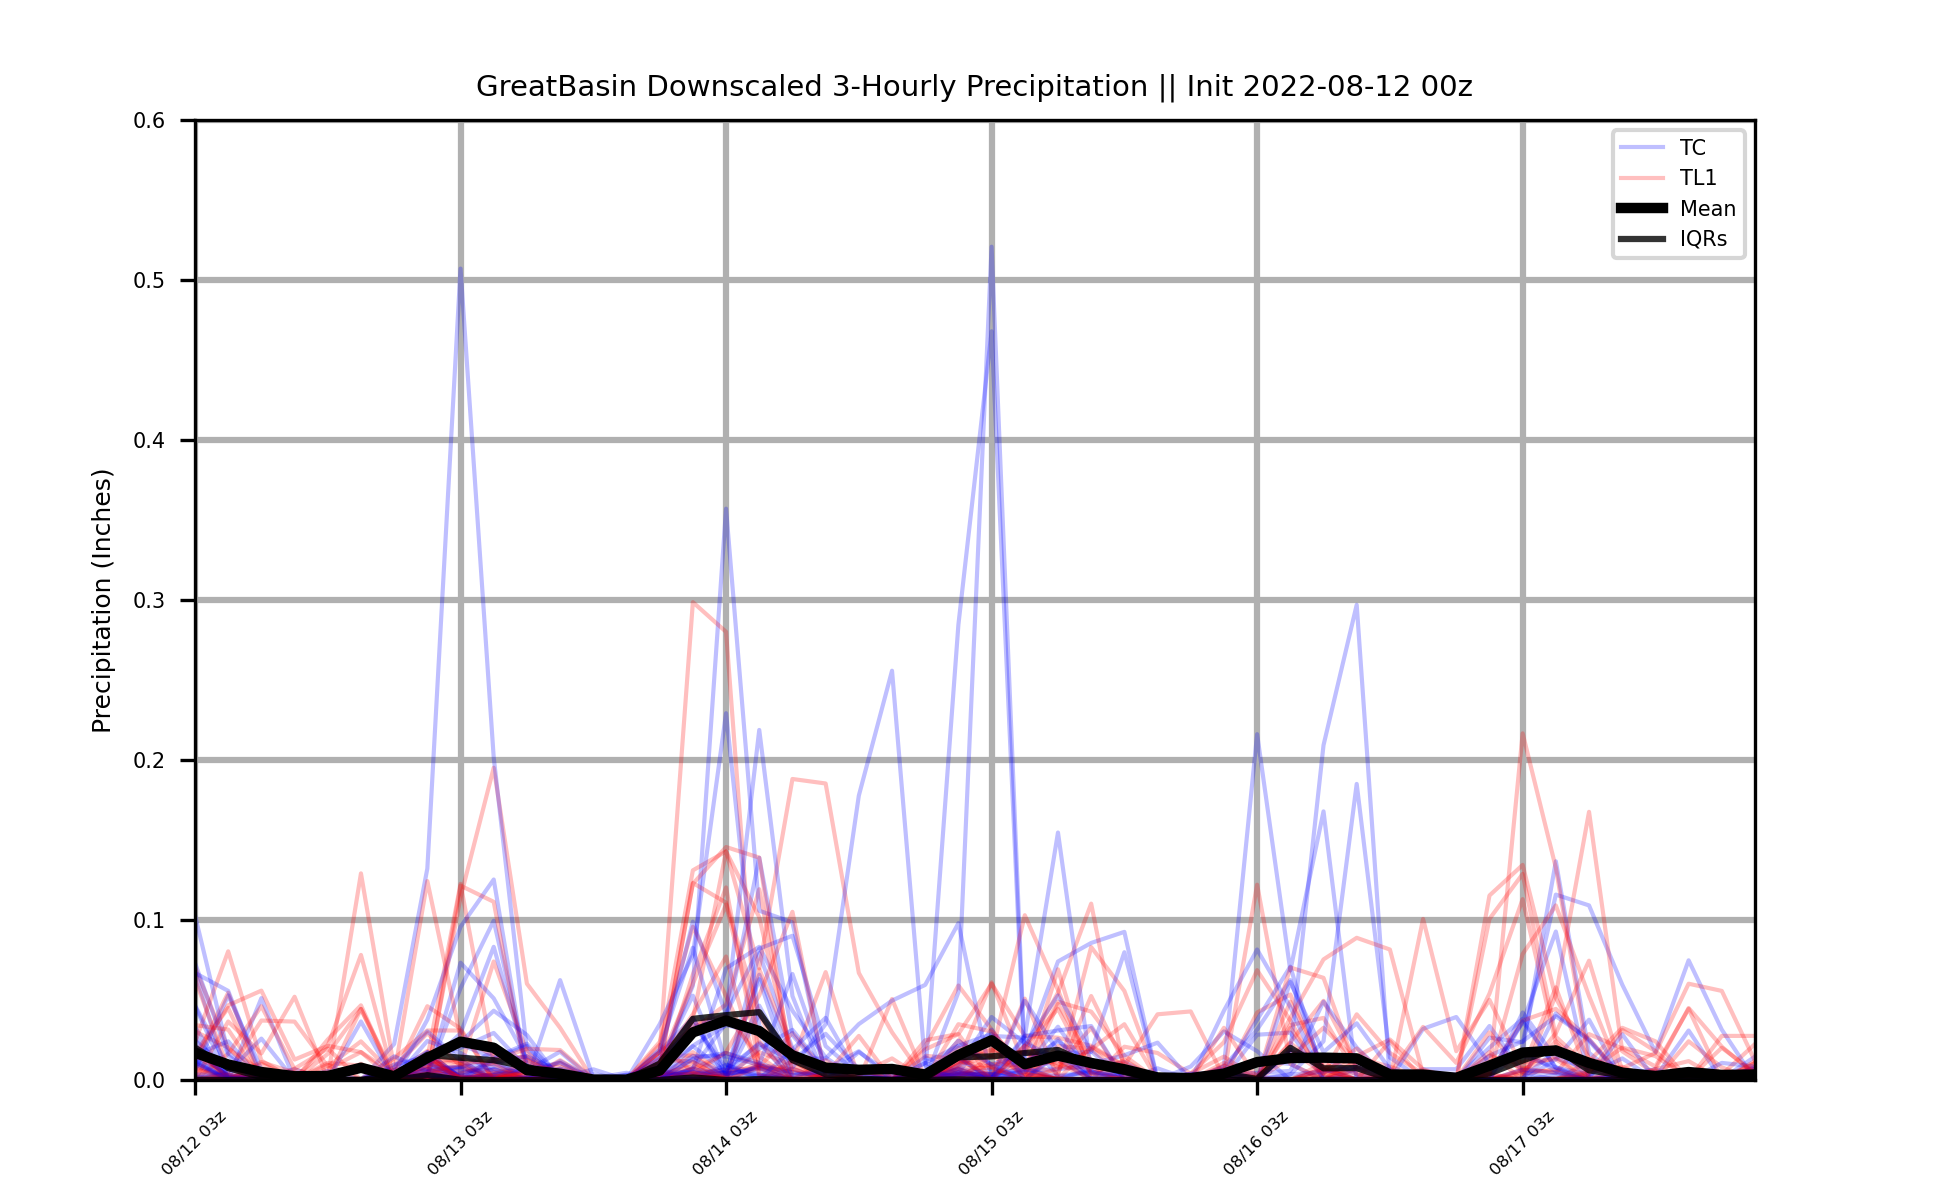 GreatBasin Downscaled 3-Hourly Precipitation || Init 2022-08-12 00z
0.6
0.5
0.4
0.3
0.2
0.1
0.0
Precipitation (Inches)
TC
TL1
Mean
IQRs
08/12 03z
08/13 03z
08/14 03z
08/15 03z
08/16 03z
08/17 03z